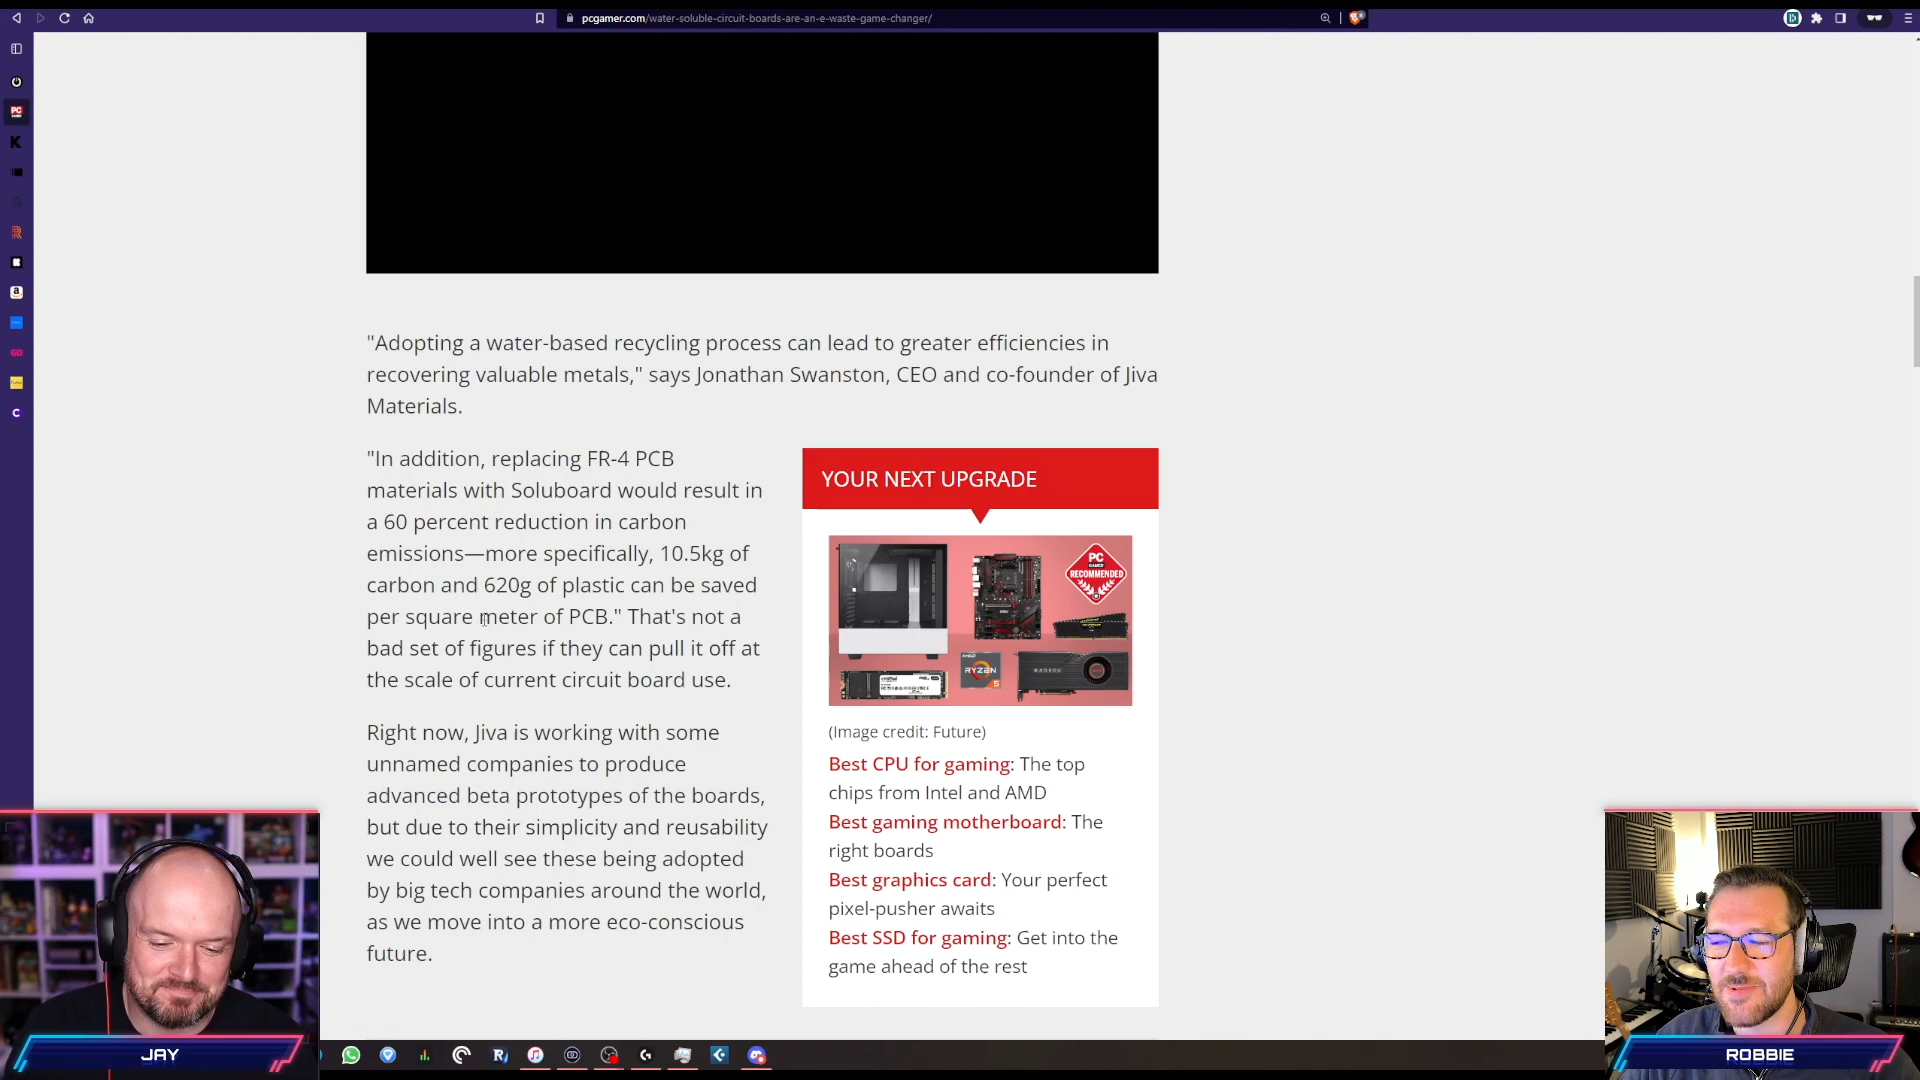 pcgamer.com/water-soluble-circuit-boards-are-an-e-waste-game-changer/
"Adopting a water-based recycling process can lead to greater efficiencies in
recovering valuable metals," says Jonathan Swanston, CEO and co-founder of Jiva
Materials.
"In addition, replacing FR-4 PCB
materials with Soluboard would result in
a 60 percent reduction in carbon
emissions—more specifically, 10.5kg of
carbon and 620g of plastic can be saved
per square meter of PCB." That's not a
bad set of figures if they can pull it off at
the scale of current circuit board use.
Right now, Jiva is working with some
unnamed companies to produce
advanced beta prototypes of the boards,
but due to their simplicity and reusability
we could well see these being adopted
by big tech companies around the world,
as we move into a more eco-conscious
future.
YOUR NEXT UPGRADE
PC
GAMER
RECOMMENDED
RYZEN
5
RADEON
(Image credit: Future)
Best CPU for gaming: The top
chips from Intel and AMD
Best gaming motherboard: The
right boards
Best graphics card: Your perfect
pixel-pusher awaits
Best SSD for gaming: Get into the
game ahead of the rest
JAY
ROBBIE